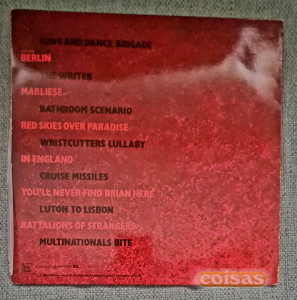 SONG AND DANCE BRIGADE
BERLIN
THE WRITER
MARLIESE
BATHROOM SCENARIO
RED SKIES OVER PARADISE
WRISTCUTTERS LULLABY
IN ENGLAND
CRUISE MISSILES
YOU'LL NEVER FIND BRIAN HERE
LUTON TO LISBON
BATTALIONS OF STRANGERS
MULTINATIONALS BITE
coisas